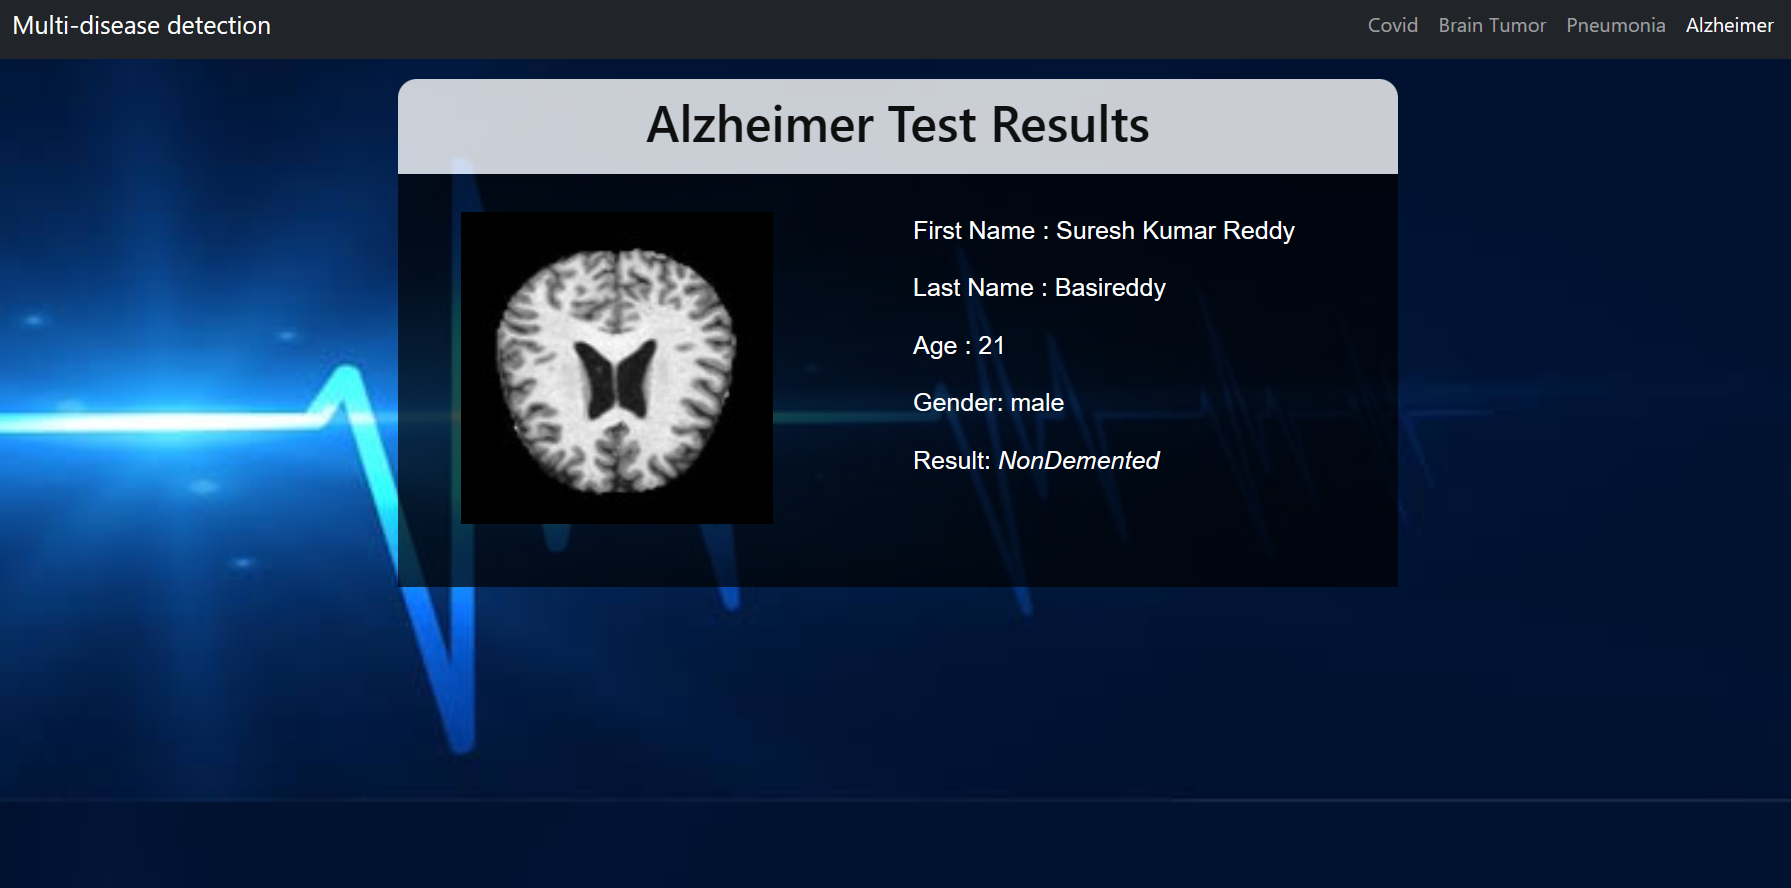 Multi-disease detection
Covid Brain Tumor Pneumonia Alzheimer
Alzheimer Test Results
First Name : Suresh Kumar Reddy
Last Name : Basireddy
Age : 21
Gender: male
Result: NonDemented